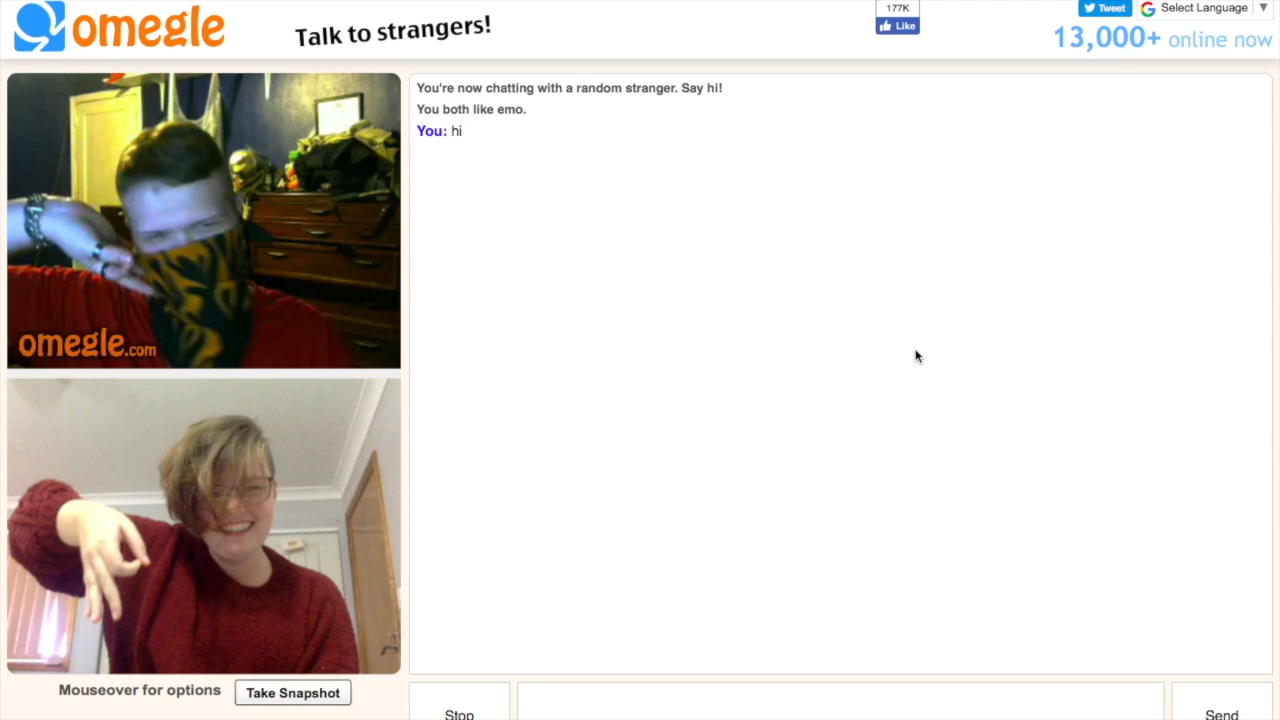 omegle
Talk to strangers!
177K
Like
Tweet
Select Language
13,000+ online now
You're now chatting with a random stranger. Say hi!
You both like emo.
You: hi
omegle.com
Mouseover for options
Take Snapshot
Stop
Send